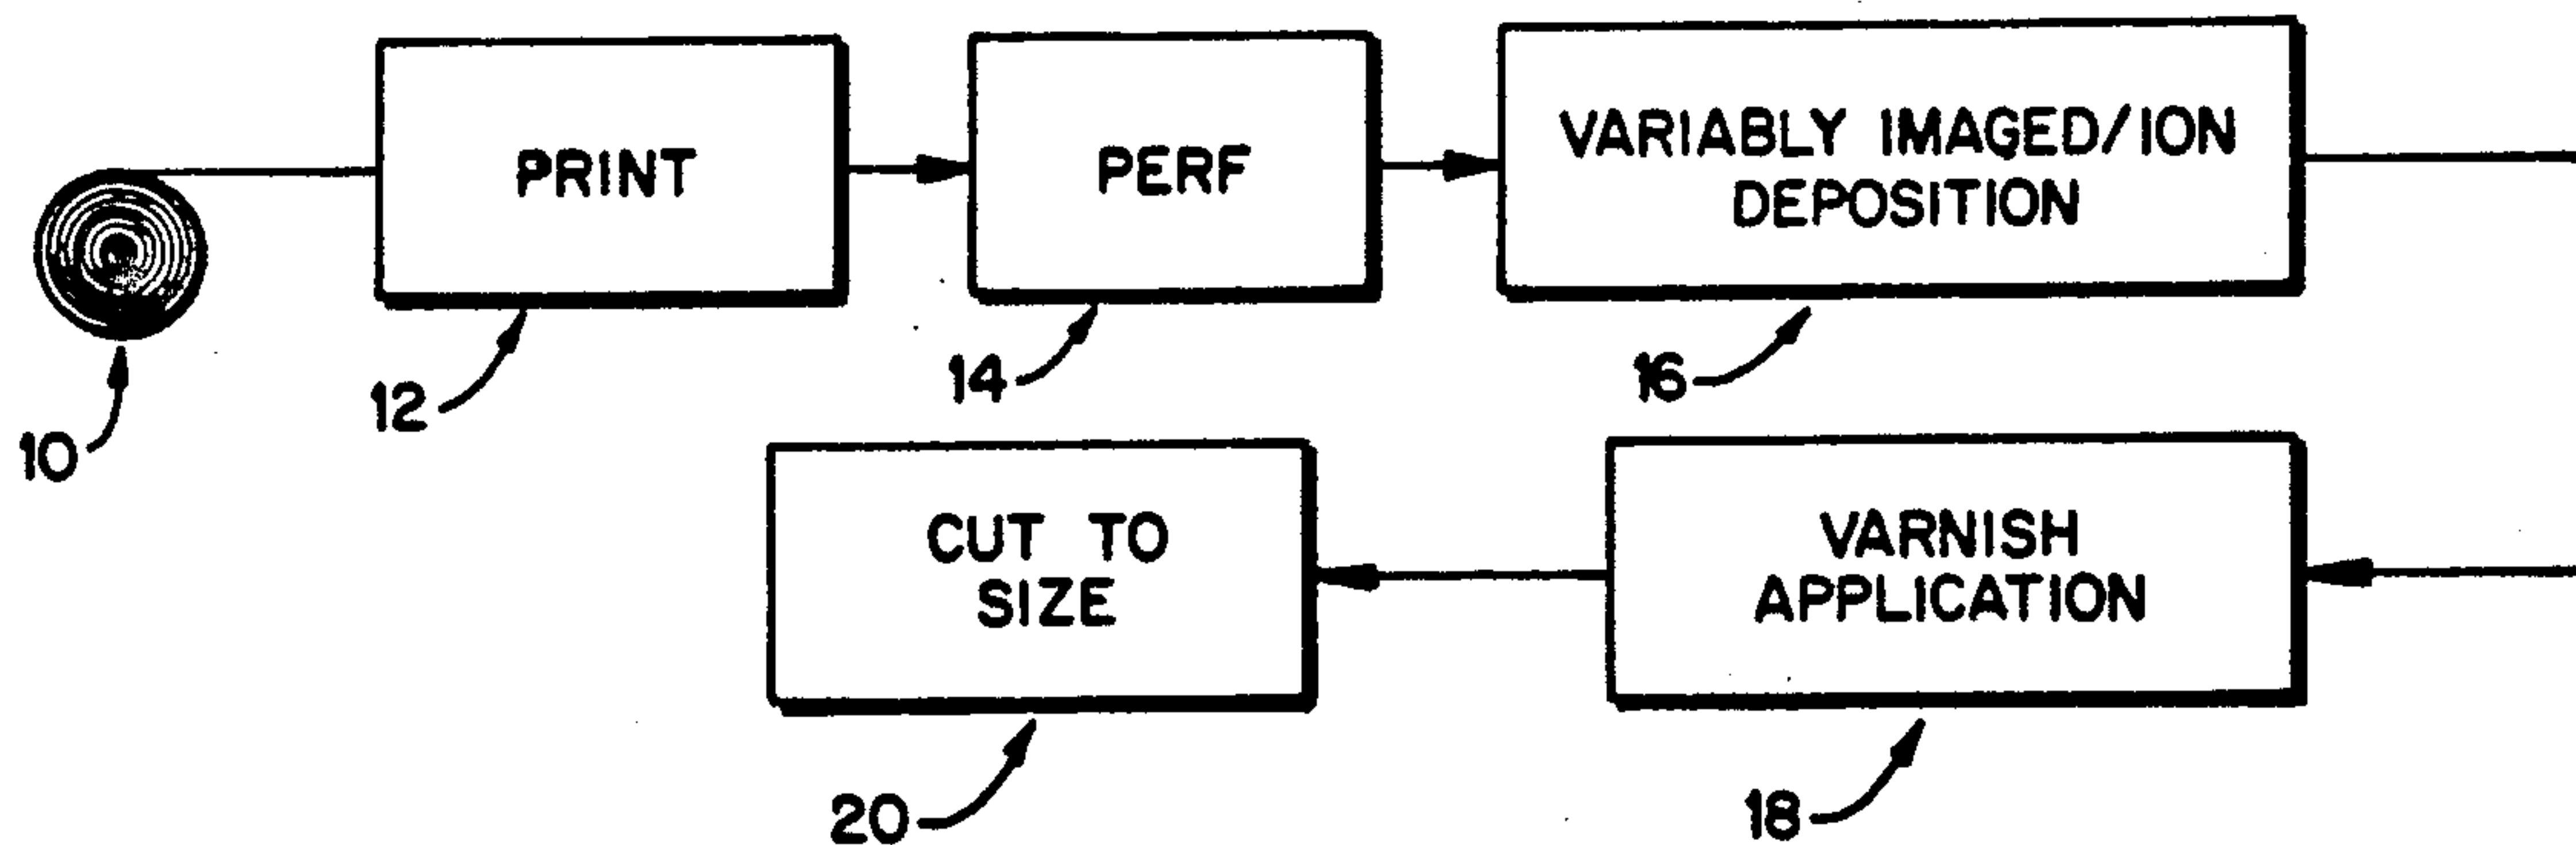 PRINT
PERF
VARIABLY IMAGED/ION
DEPOSITION
10
12
14
16
CUT TO
SIZE
VARNISH
APPLICATION
20
18